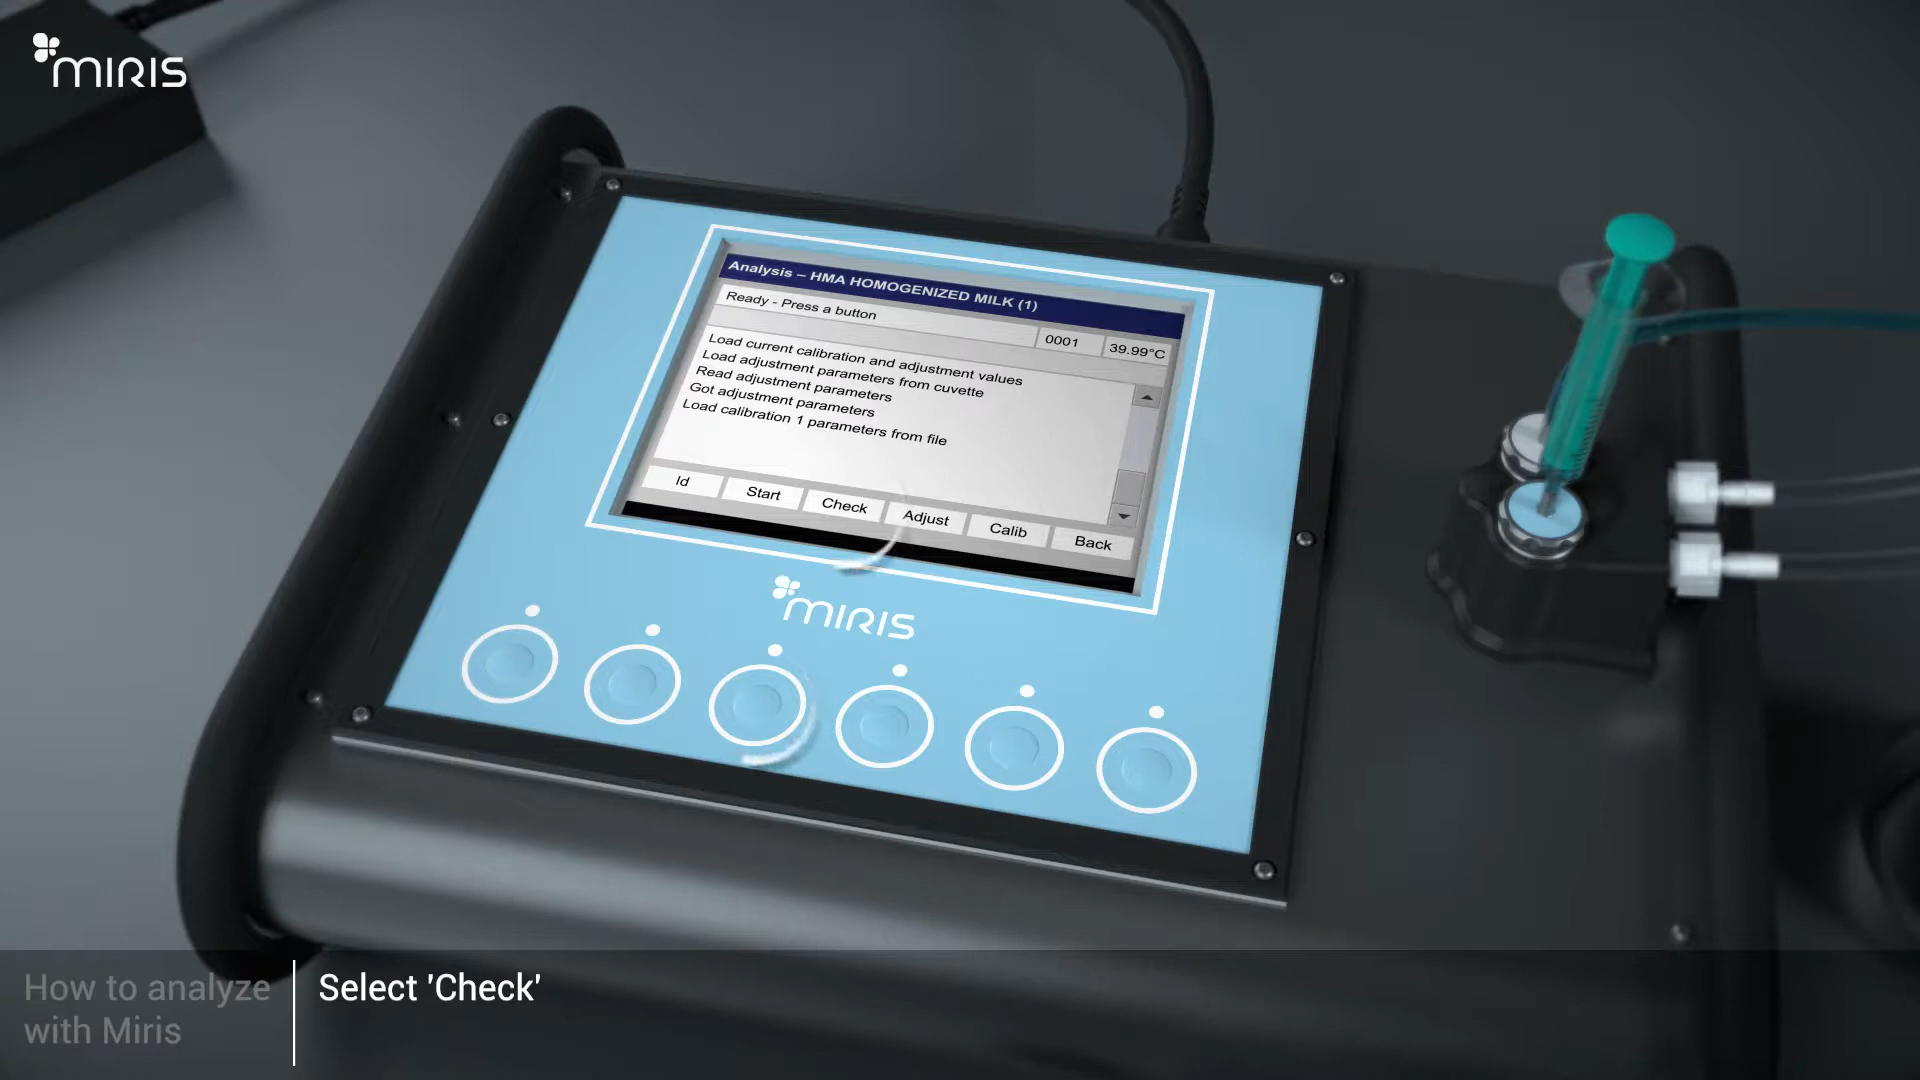 MIRIS
Analysis – HMA HOMOGENIZED MILK (1)
Ready - Press a button
0001
39.99°C
Load current calibration and adjustment values
Load adjustment parameters from cuvette
Read adjustment parameters
Got adjustment parameters
Load calibration 1 parameters from file
Id
Start
Check
Adjust
Calib
Back
MIRIS
How to analyze
with Miris
Select 'Check'